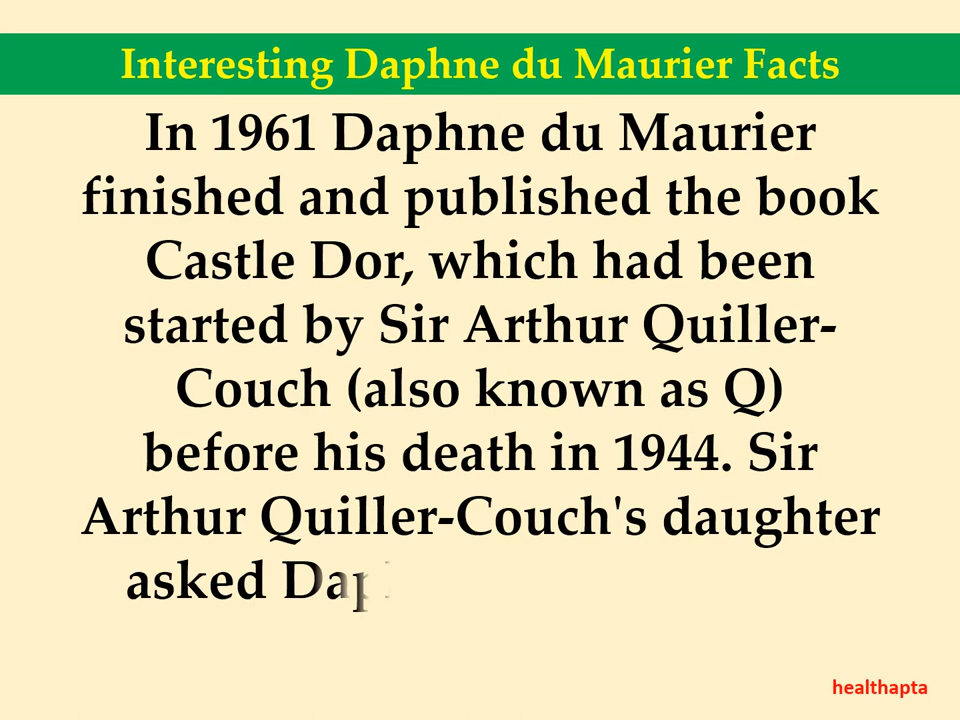 Interesting Daphne du Maurier Facts
In 1961 Daphne du Maurier
finished and published the book
Castle Dor, which had been
started by Sir Arthur Quiller-
Couch (also known as Q)
before his death in 1944. Sir
Arthur Quiller-Couch's daughter
asked
healthapta